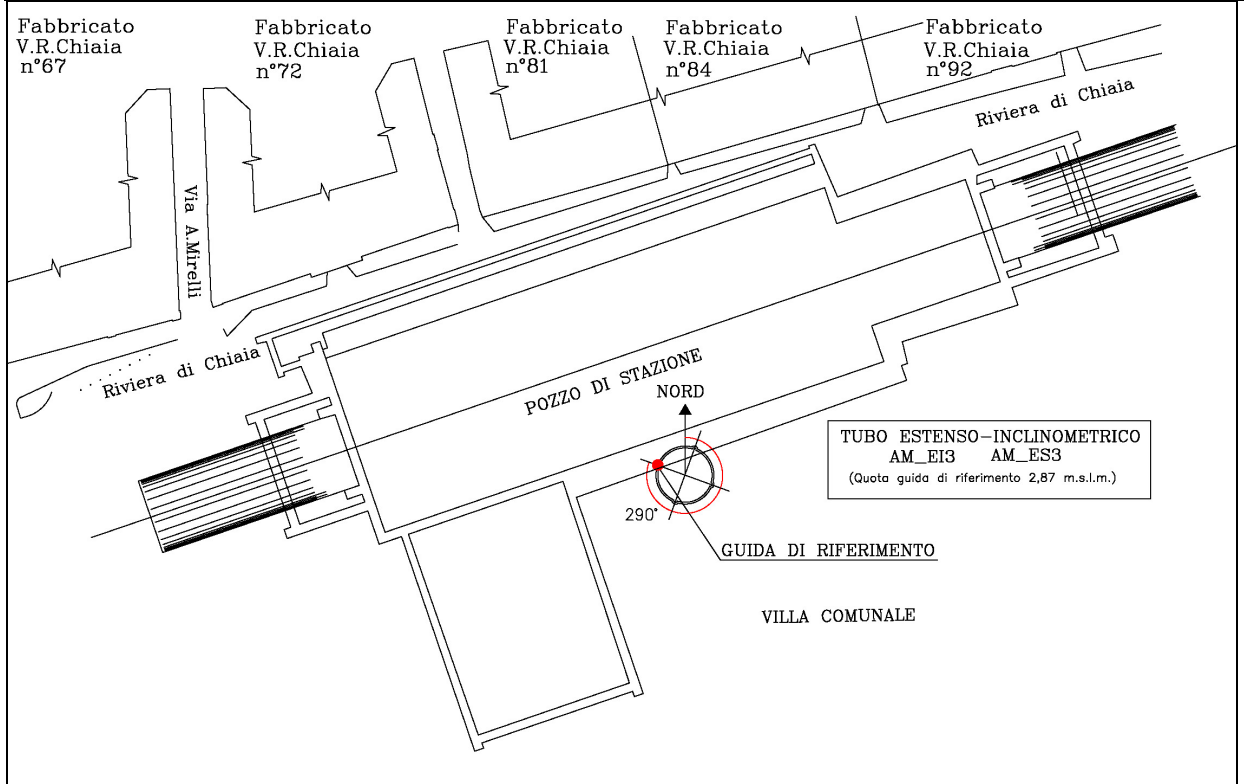 Fabbricato
V.R.Chiaia
n°67
Fabbricato
V.R.Chiaia
n°72
Fabbricato
V.R.Chiaia
n°81
Fabbricato
V.R.Chiaia
n°84
Fabbricato
V.R.Chiaia
n°92
Riviera di Chiaia
Via A.Mirelli
Riviera di Chiaia
POZZO DI STAZIONE
NORD
TUBO ESTENSO-INCLINOMETRICO
AM_EI3 AM_ES3
(Quota guida di riferimento 2,87 m.s.l.m.)
290°
GUIDA DI RIFERIMENTO
VILLA COMUNALE